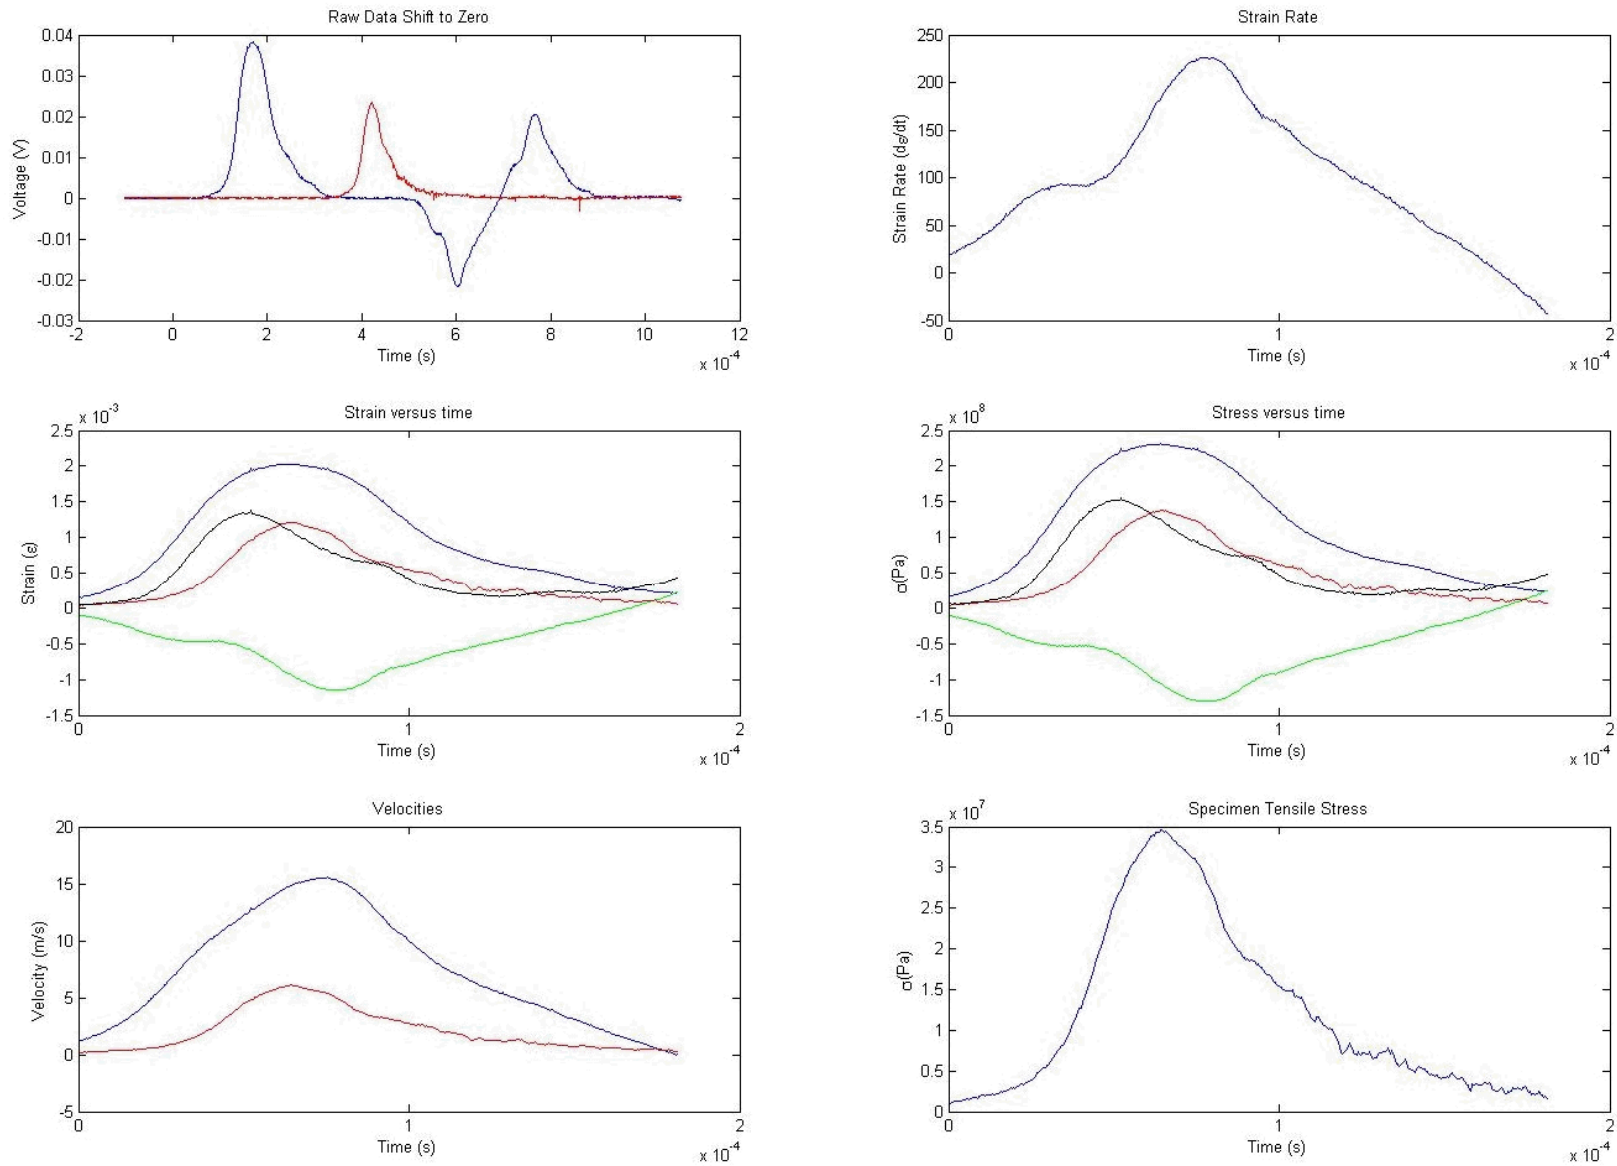 Raw Data Shift to Zero
0.04
0.03
0.02
0.01
0
-0.01
-0.02
-0.03
Voltage (V)
-2 0 2 4 6 8 10 12
Time (s)
x 10-4
Strain Rate
250
200
150
100
50
0
-50
Strain Rate (dε/dt)
0 1 2
Time (s)
x 10-4
Strain versus time
x 10-3
2.5
2
1.5
1
0.5
0
-0.5
-1
-1.5
Strain (ε)
0 1 2
Time (s)
x 10-4
Stress versus time
x 108
2.5
2
1.5
1
0.5
0
-0.5
-1
-1.5
σ(Pa)
0 1 2
Time (s)
x 10-4
Velocities
20
15
10
5
0
-5
Velocity (m/s)
0 1 2
Time (s)
x 10-4
Specimen Tensile Stress
x 107
3.5
3
2.5
2
1.5
1
0.5
0
σ(Pa)
0 1 2
Time (s)
x 10-4